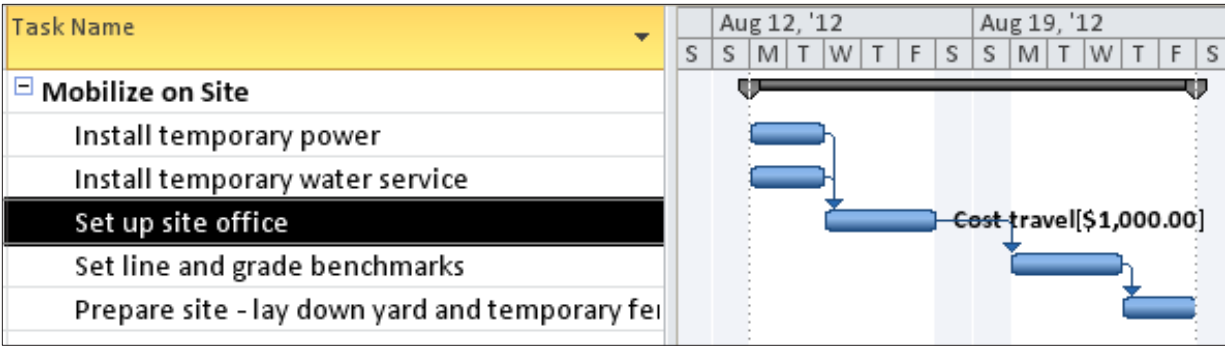 Task Name
Aug 12, '12 Aug 19, '12
S S M T W T F S S M T W T F S
Mobilize on Site
Install temporary power
Install temporary water service
Set up site office
Cost travel[$1,000.00]
Set line and grade benchmarks
Prepare site - lay down yard and temporary